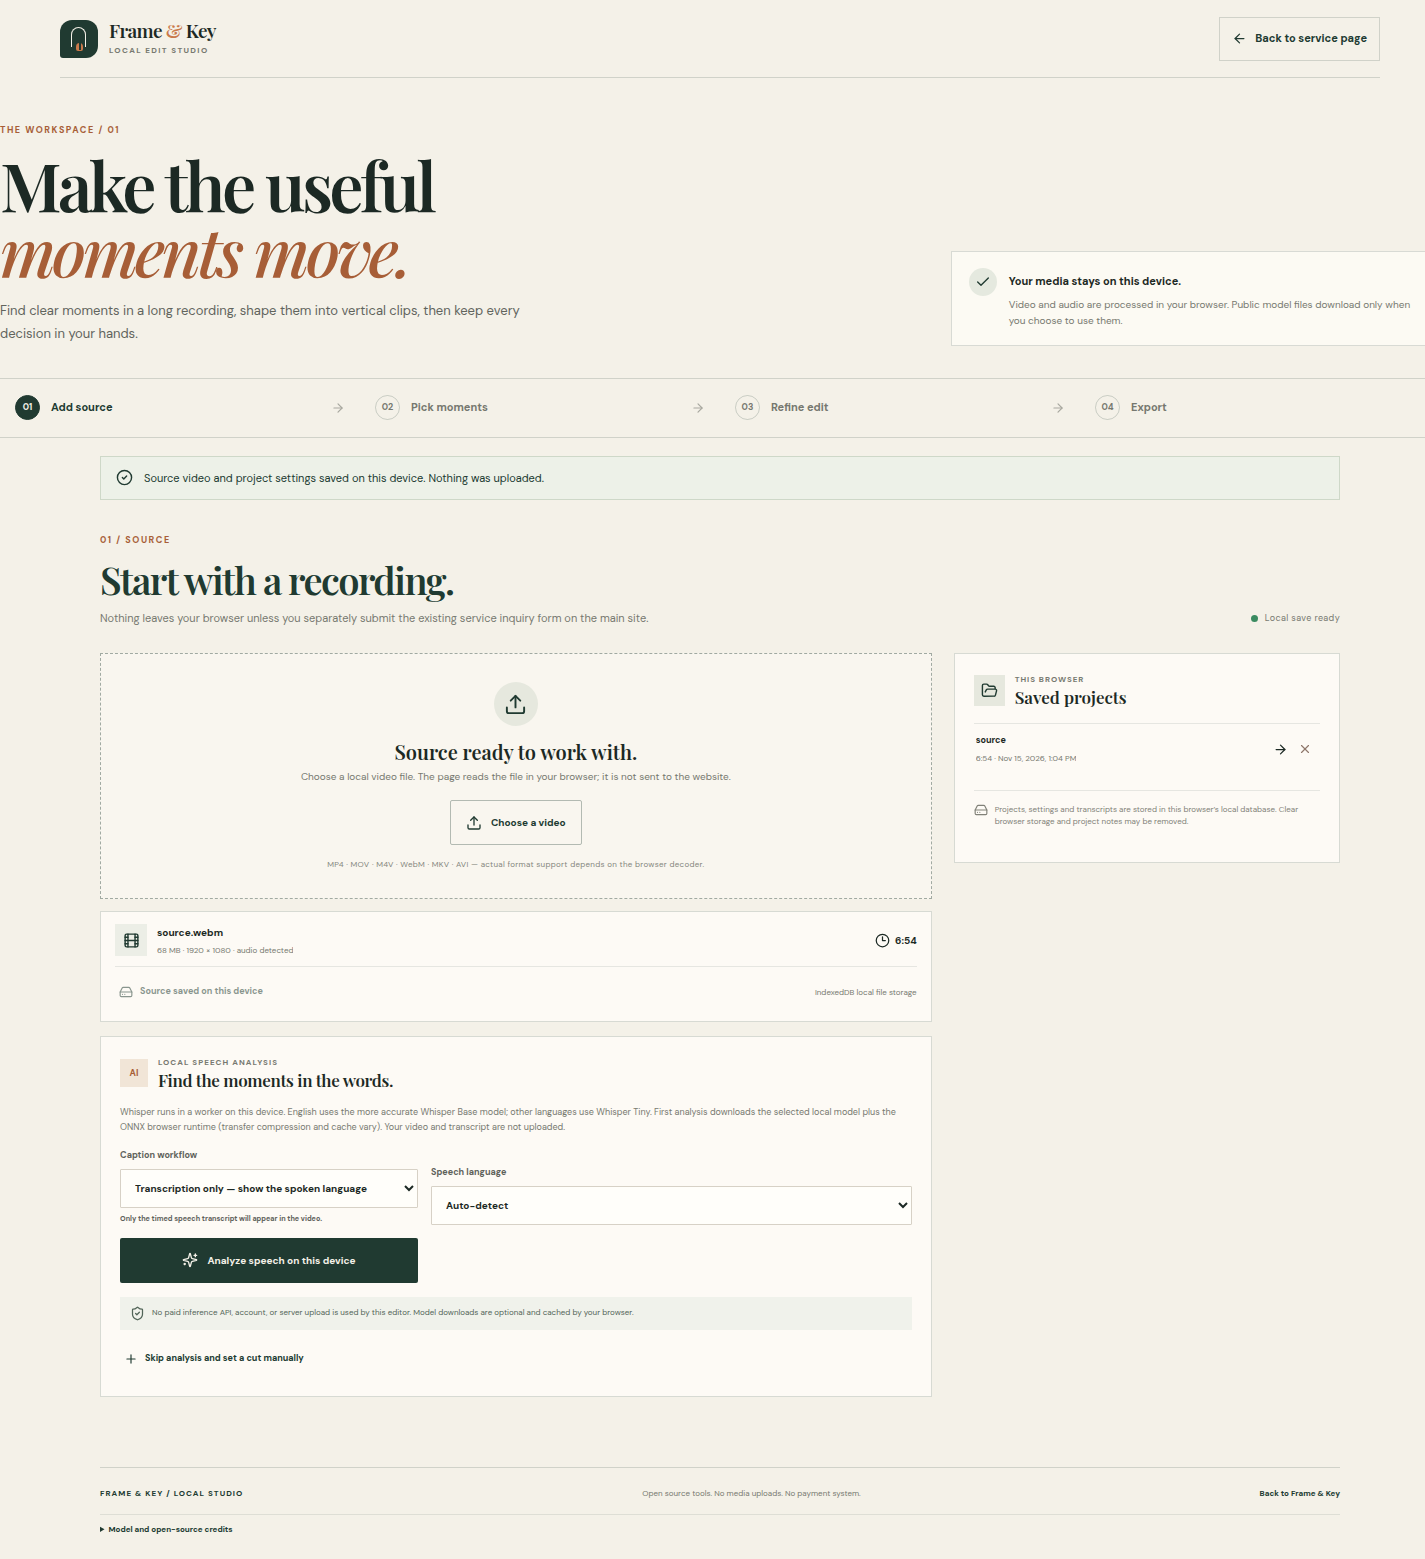 Frame & Key
LOCAL EDIT STUDIO
Back to service page
THE WORKSPACE / 01
Make the useful
moments move.
Find clear moments in a long recording, shape them into vertical clips, then keep every
decision in your hands.
Your media stays on this device.
Video and audio are processed in your browser. Public model files download only when
you choose to use them.
01 Add source
02 Pick moments
03 Refine edit
04 Export
Source video and project settings saved on this device. Nothing was uploaded.
01 / SOURCE
Start with a recording.
Nothing leaves your browser unless you separately submit the existing service inquiry form on the main site.
Local save ready
Source ready to work with.
Choose a local video file. The page reads the file in your browser; it is not sent to the website.
Choose a video
MP4 · MOV · M4V · WebM · MKV · AVI — actual format support depends on the browser decoder.
THIS BROWSER
Saved projects
source
6:54 · Nov 15, 2026, 1:04 PM
Projects, settings and transcripts are stored in this browser's local database. Clear
browser storage and project notes may be removed.
source.webm
68 MB · 1920 × 1080 · audio detected
6:54
Source saved on this device
IndexedDB local file storage
AI
LOCAL SPEECH ANALYSIS
Find the moments in the words.
Whisper runs in a worker on this device. English uses the more accurate Whisper Base model; other languages use Whisper Tiny. First analysis downloads the selected local model plus the
ONNX browser runtime (transfer compression and cache vary). Your video and transcript are not uploaded.
Caption workflow
Transcription only — show the spoken language
Only the timed speech transcript will appear in the video.
Speech language
Auto-detect
Analyze speech on this device
No paid inference API, account, or server upload is used by this editor. Model downloads are optional and cached by your browser.
Skip analysis and set a cut manually
FRAME & KEY / LOCAL STUDIO
Open source tools. No media uploads. No payment system.
Back to Frame & Key
Model and open-source credits